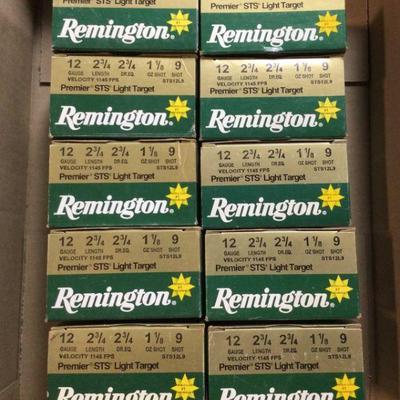 Premier STS Light Target
Remington.
Premier STS Light Target
Remington.
12 2¾ 2¾ 1⅛ 9
GAUGE LENGTH DR.EQ. OZ SHOT SHOT
VELOCITY 1145 FPS STS12L9
Premier STS Light Target
Remington.
12 2¾ 2¾ 1⅛ 9
GAUGE LENGTH DR.EQ. OZ SHOT SHOT
VELOCITY 1145 FPS STS12L9
Premier STS Light Target
Remington.
12 2¾ 2¾ 1⅛ 9
GAUGE LENGTH DR.EQ. OZ SHOT SHOT
VELOCITY 1145 FPS STS12L9
Premier STS Light Target
Remington.
12 2¾ 2¾ 1⅛ 9
GAUGE LENGTH DR.EQ. OZ SHOT SHOT
VELOCITY 1145 FPS STS12L9
Premier STS Light Target
Remington.
12 2¾ 2¾ 1⅛ 9
GAUGE LENGTH DR.EQ. OZ SHOT SHOT
VELOCITY 1145 FPS STS12L9
Premier STS Light Target
Remington.
12 2¾ 2¾ 1⅛ 9
GAUGE LENGTH DR.EQ. OZ SHOT SHOT
VELOCITY 1145 FPS STS12L9
Premier STS Light Target
Remington.
12 2¾ 2¾ 1⅛ 9
GAUGE LENGTH DR.EQ. OZ SHOT SHOT
VELOCITY 1145 FPS STS12L9
Premier STS Light Target
Remington
12 2¾ 2¾ 1⅛ 9
GAUGE LENGTH DR.EQ. OZ SHOT SHOT
VELOCITY 1145 FPS STS12L9
Premier STS Light Target
Remington